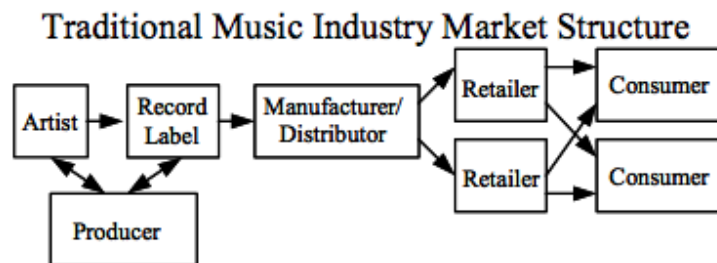 Traditional Music Industry Market Structure
Artist
Record
Label
Manufacturer/
Distributor
Retailer
Consumer
Retailer
Consumer
Producer